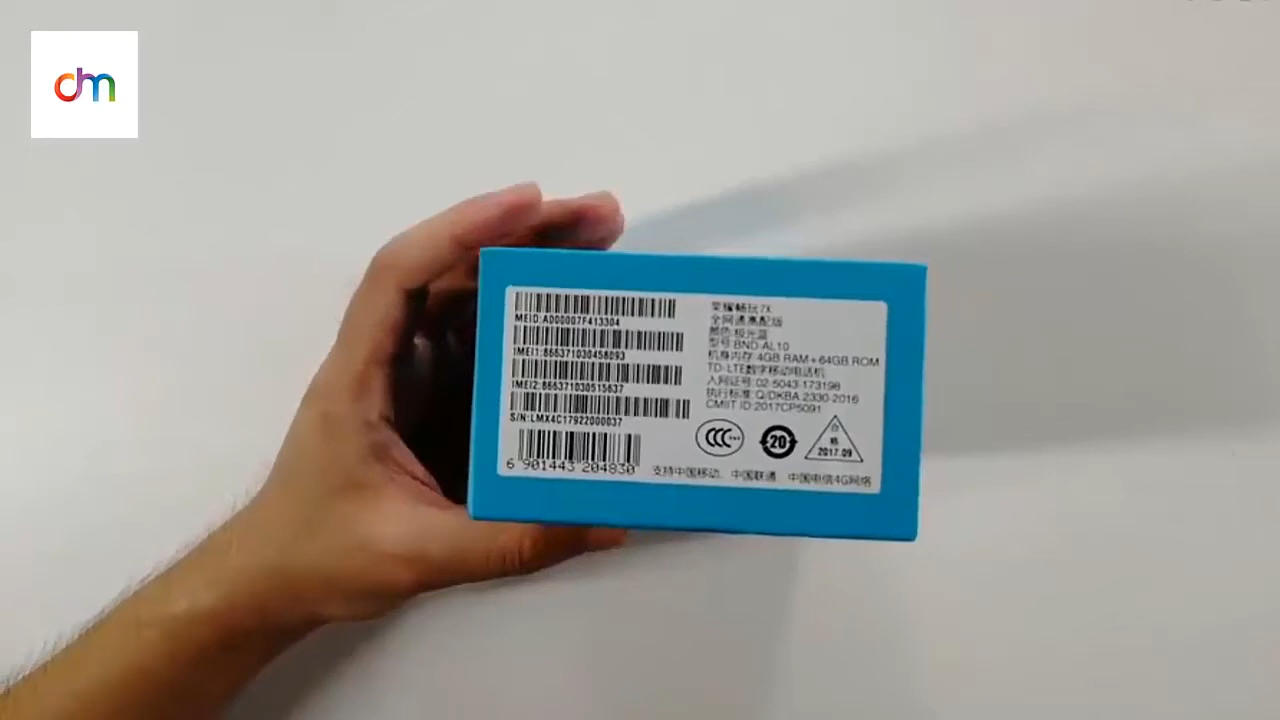 dm
MEID:A000007F413304
IMEI1:866371030458093
IMEI2:866371030515637
S/N:LMX4C17922000037
6 901443 204830
荣耀畅玩7X
全网通高配版
颜色:极光蓝
型号:BND-AL10
机身内存:4GB RAM+64GB ROM
TD-LTE数字移动电话机
入网证号:02-5043-173198
执行标准:Q/DKBA 2330-2016
CMIIT ID:2017CP5091
CCC
20
合格
2017.09
支持中国移动、中国联通、中国电信4G网络